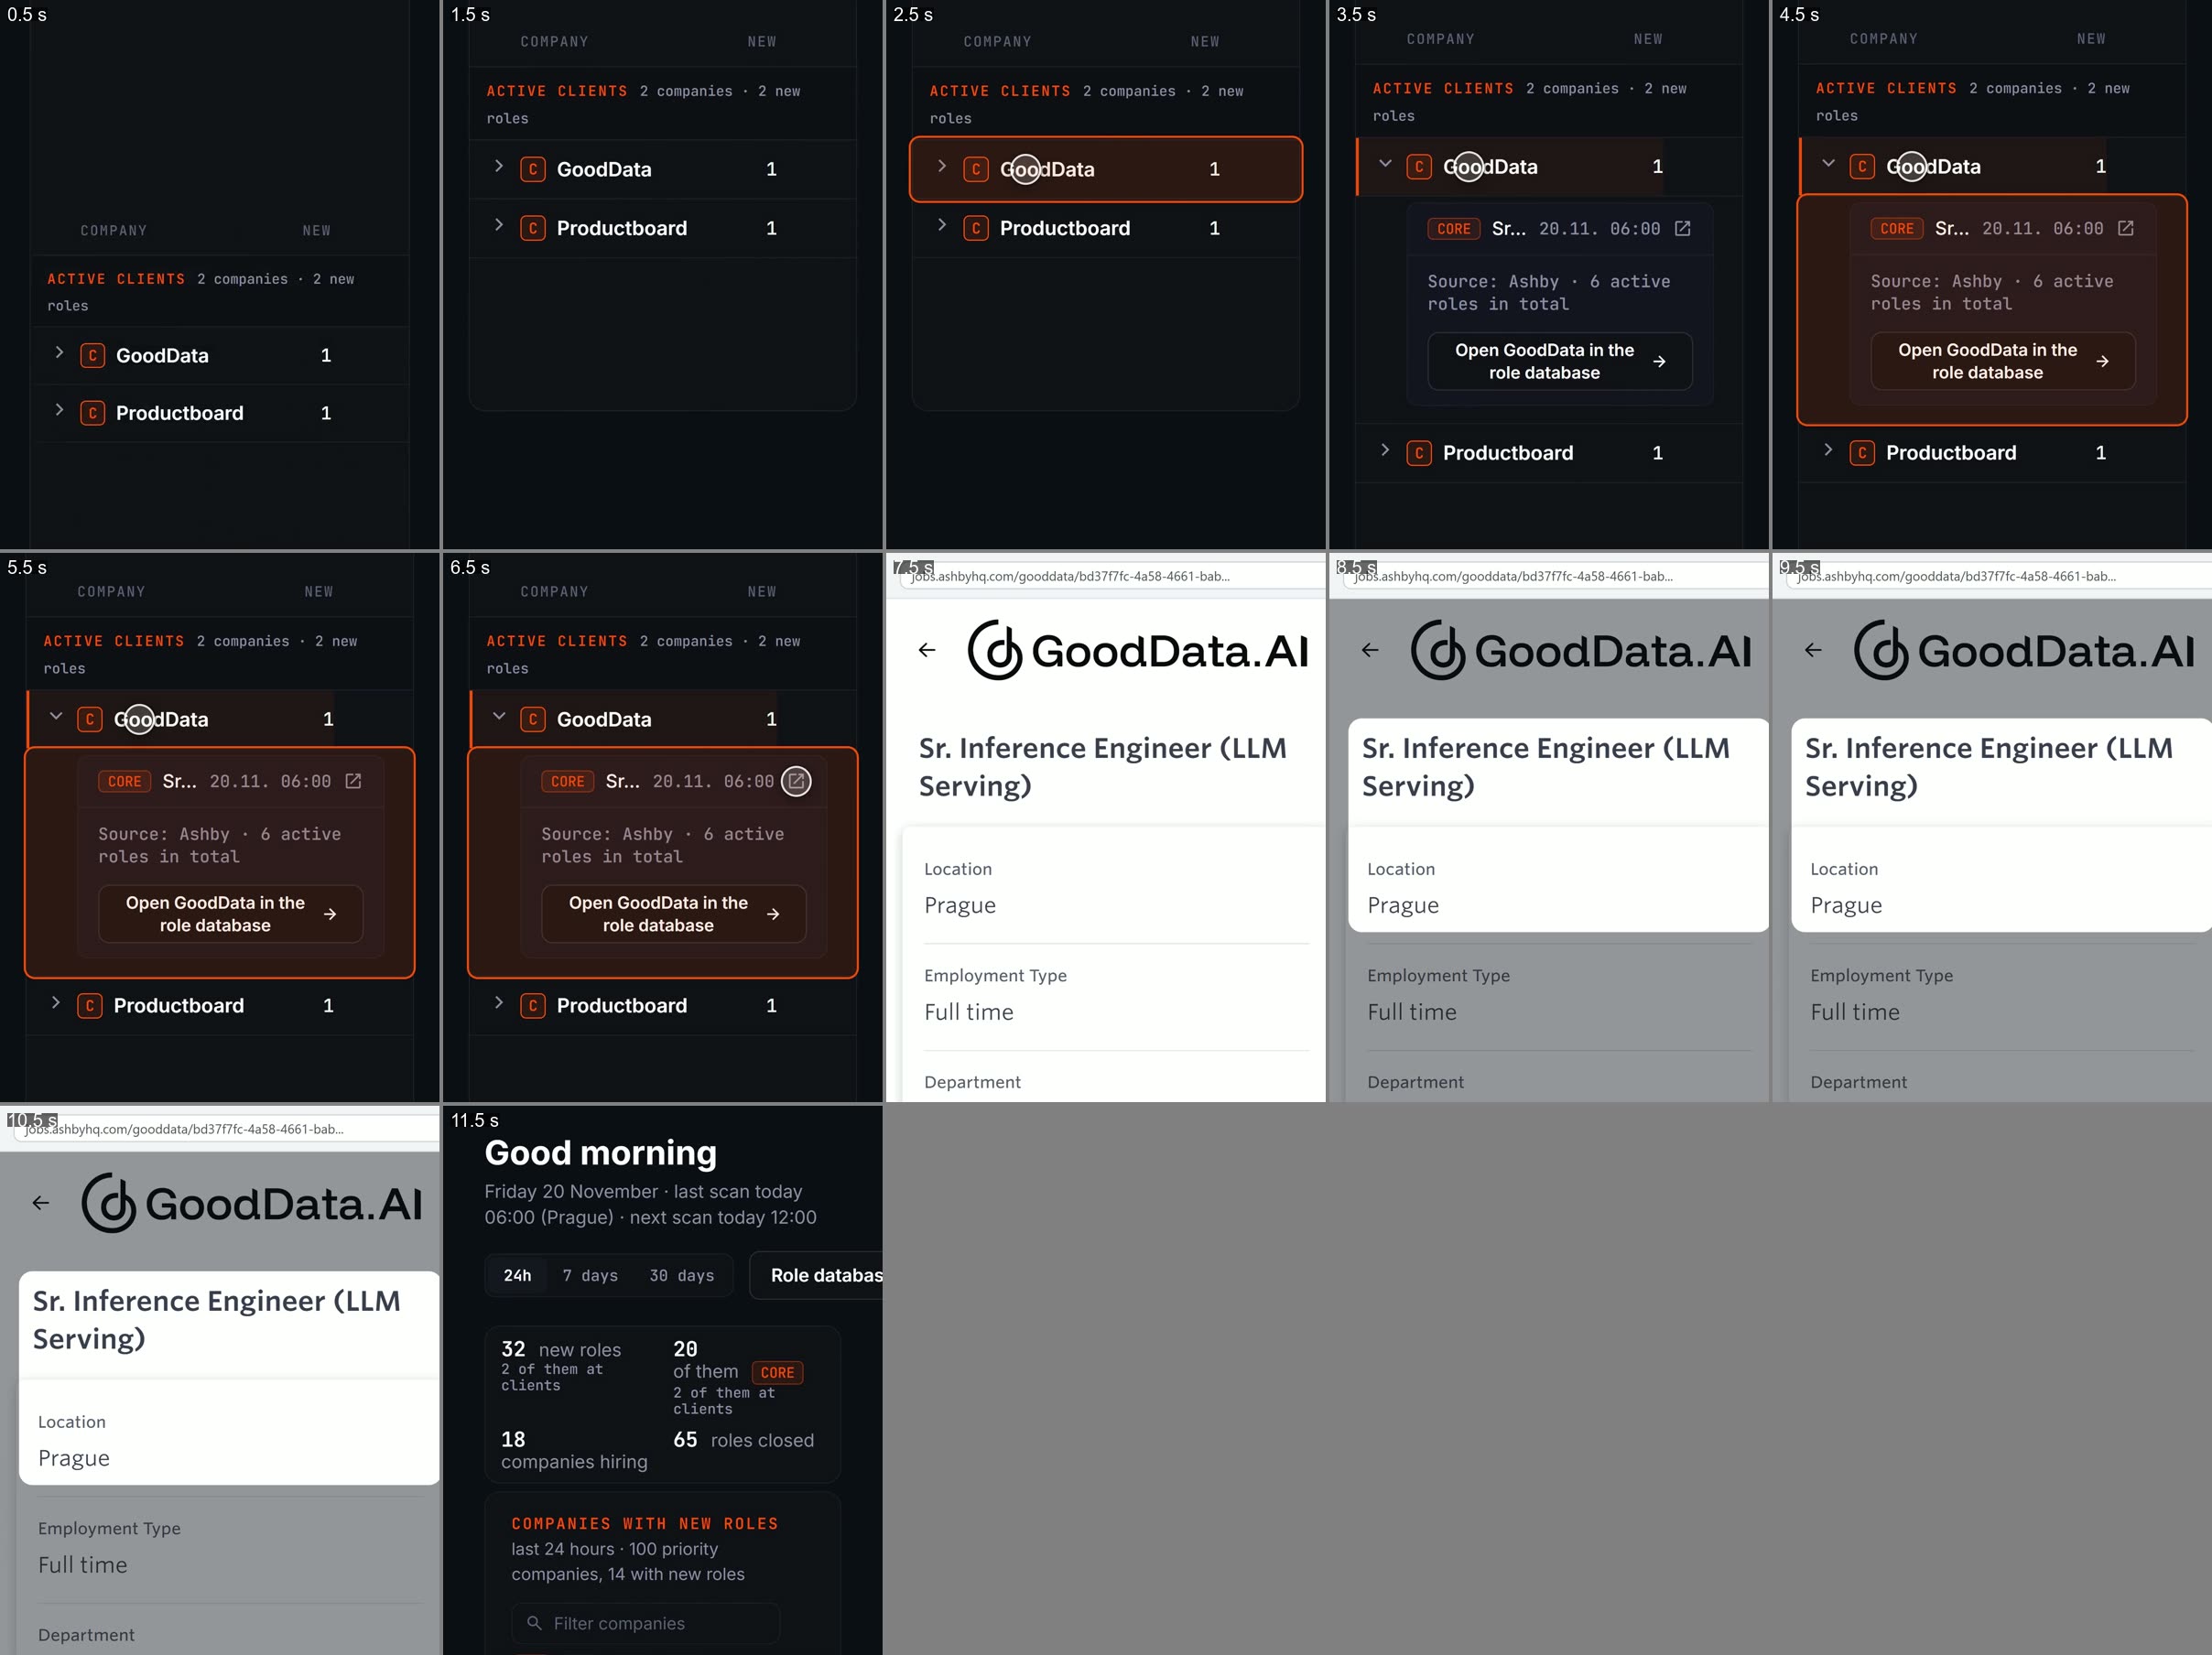 0.5 s
COMPANY NEW
ACTIVE CLIENTS 2 companies · 2 new
roles
C GoodData 1
C Productboard 1
1.5 s
COMPANY NEW
ACTIVE CLIENTS 2 companies · 2 new
roles
C GoodData 1
C Productboard 1
2.5 s
COMPANY NEW
ACTIVE CLIENTS 2 companies · 2 new
roles
C GoodData 1
C Productboard 1
3.5 s
COMPANY NEW
ACTIVE CLIENTS 2 companies · 2 new
roles
C GoodData 1
CORE Sr... 20.11. 06:00
Source: Ashby · 6 active
roles in total
Open GoodData in the
role database
C Productboard 1
4.5 s
COMPANY NEW
ACTIVE CLIENTS 2 companies · 2 new
roles
C GoodData 1
CORE Sr... 20.11. 06:00
Source: Ashby · 6 active
roles in total
Open GoodData in the
role database
C Productboard 1
5.5 s
COMPANY NEW
ACTIVE CLIENTS 2 companies · 2 new
roles
C GoodData 1
CORE Sr... 20.11. 06:00
Source: Ashby · 6 active
roles in total
Open GoodData in the
role database
C Productboard 1
6.5 s
COMPANY NEW
ACTIVE CLIENTS 2 companies · 2 new
roles
C GoodData 1
CORE Sr... 20.11. 06:00
Source: Ashby · 6 active
roles in total
Open GoodData in the
role database
C Productboard 1
7.5 s
jobs.ashbyhq.com/gooddata/bd37f7fc-4a58-4661-bab...
GoodData.AI
Sr. Inference Engineer (LLM
Serving)
Location
Prague
Employment Type
Full time
Department
8.5 s
jobs.ashbyhq.com/gooddata/bd37f7fc-4a58-4661-bab...
GoodData.AI
Sr. Inference Engineer (LLM
Serving)
Location
Prague
Employment Type
Full time
Department
9.5 s
jobs.ashbyhq.com/gooddata/bd37f7fc-4a58-4661-bab...
GoodData.AI
Sr. Inference Engineer (LLM
Serving)
Location
Prague
Employment Type
Full time
Department
10.5 s
jobs.ashbyhq.com/gooddata/bd37f7fc-4a58-4661-bab...
GoodData.AI
Sr. Inference Engineer (LLM
Serving)
Location
Prague
Employment Type
Full time
Department
11.5 s
Good morning
Friday 20 November · last scan today
06:00 (Prague) · next scan today 12:00
24h 7 days 30 days Role databas
32 new roles
2 of them at
clients
20
of them CORE
2 of them at
clients
18
companies hiring
65 roles closed
COMPANIES WITH NEW ROLES
last 24 hours · 100 priority
companies, 14 with new roles
Filter companies